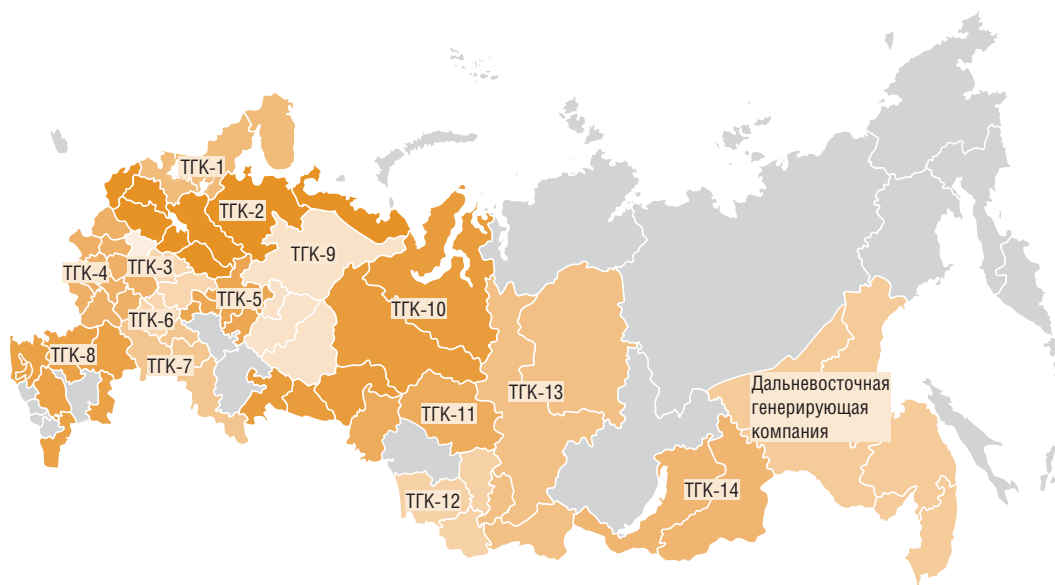 ТГК-1
ТГК-2
ТГК-9
ТГК-3
ТГК-4
ТГК-5
ТГК-10
ТГК-6
ТГК-8
ТГК-7
ТГК-13
ТГК-11
Дальневосточная
генерирующая
компания
ТГК-12
ТГК-14